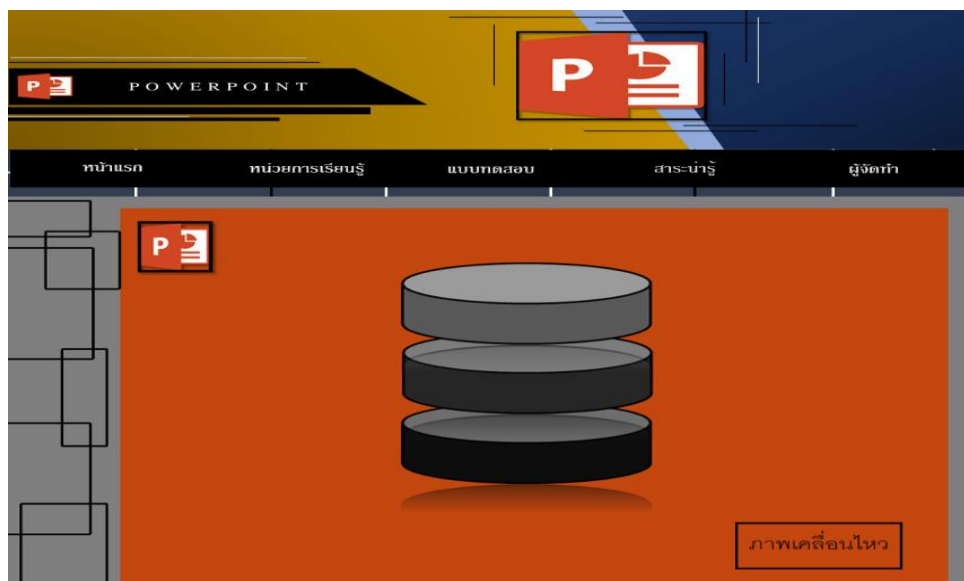 P POWERPOINT
P
หน้าแรก หน่วยการเรียนรู้ แบบทดสอบ สาระน่ารู้ ผู้จัดทำ
P
ภาพเคลื่อนไหว